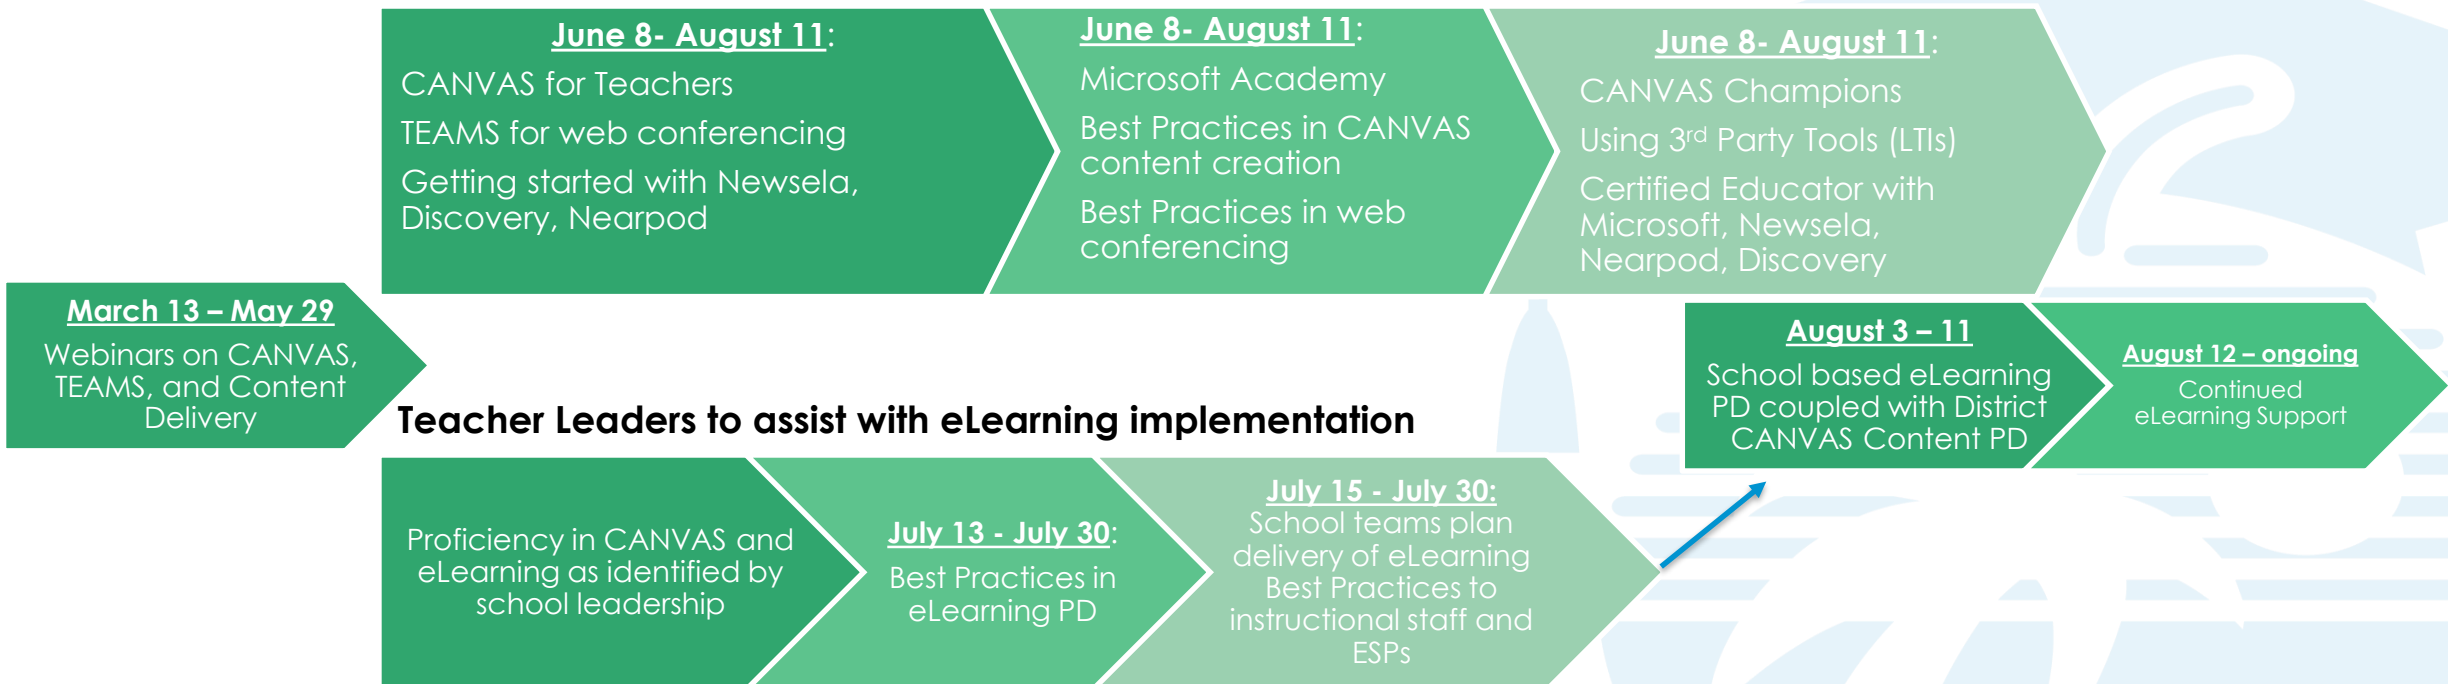 June 8- August 11:
CANVAS for Teachers
TEAMS for web conferencing
Getting started with Newsela,
Discovery, Nearpod
June 8- August 11:
Microsoft Academy
Best Practices in CANVAS
content creation
Best Practices in web
conferencing
June 8- August 11:
CANVAS Champions
Using 3rd Party Tools (LTIs)
Certified Educator with
Microsoft, Newsela,
Nearpod, Discovery
March 13 – May 29
Webinars on CANVAS,
TEAMS, and Content
Delivery
Teacher Leaders to assist with eLearning implementation
Proficiency in CANVAS and
eLearning as identified by
school leadership
July 13 - July 30:
Best Practices in
eLearning PD
July 15 - July 30:
School teams plan
delivery of eLearning
Best Practices to
instructional staff and
ESPs
August 3 – 11
School based eLearning
PD coupled with District
CANVAS Content PD
August 12 – ongoing
Continued
eLearning Support